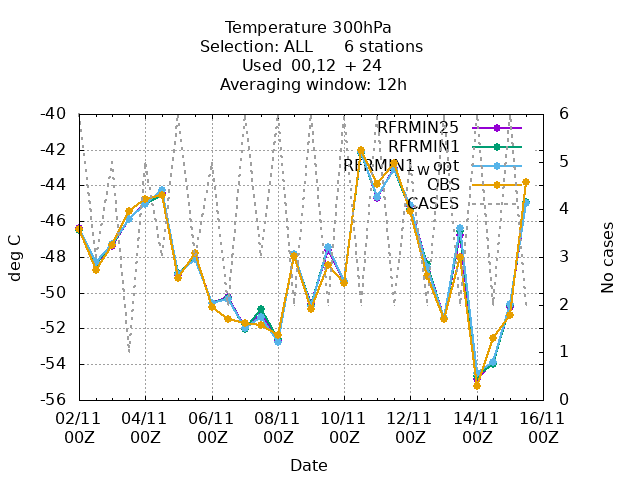 Temperature 300hPa
Selection: ALL 6 stations
Used 00,12 + 24
Averaging window: 12h
-40
-42
-44
-46
-48
-50
-52
-54
-56
6
5
4
3
2
1
0
RFRMIN25
RFRMIN1
OBS
CASES
deg C
No cases
02/11 04/11 06/11 08/11 10/11 12/11 14/11 16/11
00Z 00Z 00Z 00Z 00Z 00Z 00Z 00Z
Date